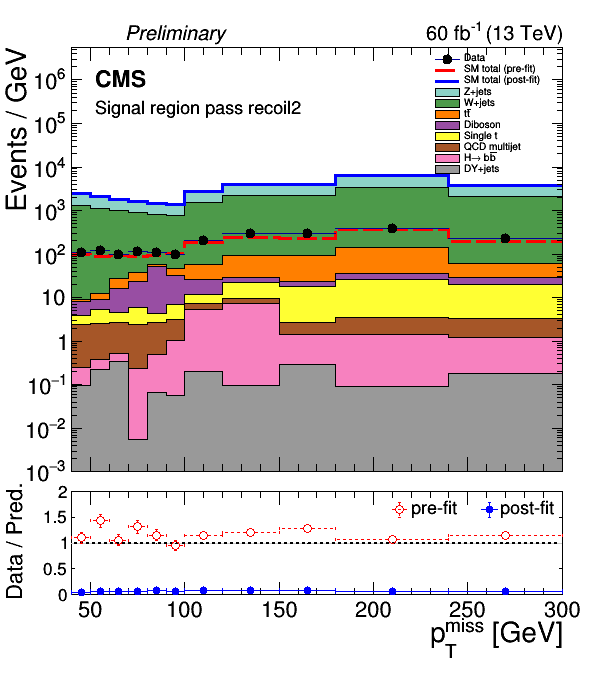 Preliminary 60 fb⁻¹ (13 TeV)
Events / GeV
CMS
Signal region pass recoil2
Data
SM total (pre-fit)
SM total (post-fit)
Z+jets
W+jets
tt̅
Diboson
Single t
QCD multijet
H→ bb̅
DY+jets
10⁶
10⁵
10⁴
10³
10²
10
1
10⁻¹
10⁻²
10⁻³
Data / Pred.
pre-fit post-fit
2
1.5
1
0.5
0
50 100 150 200 250 300
p_T^miss [GeV]